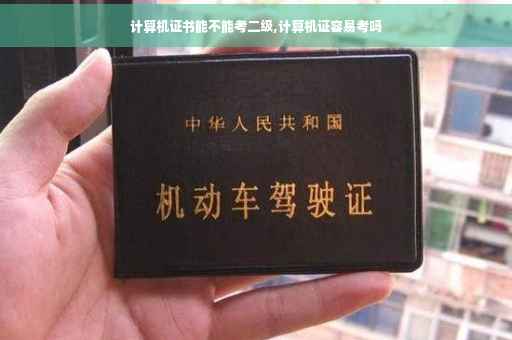 计算机证书能不能考二级,计算机证容易考吗
中华人民共和国
机动车驾驶证